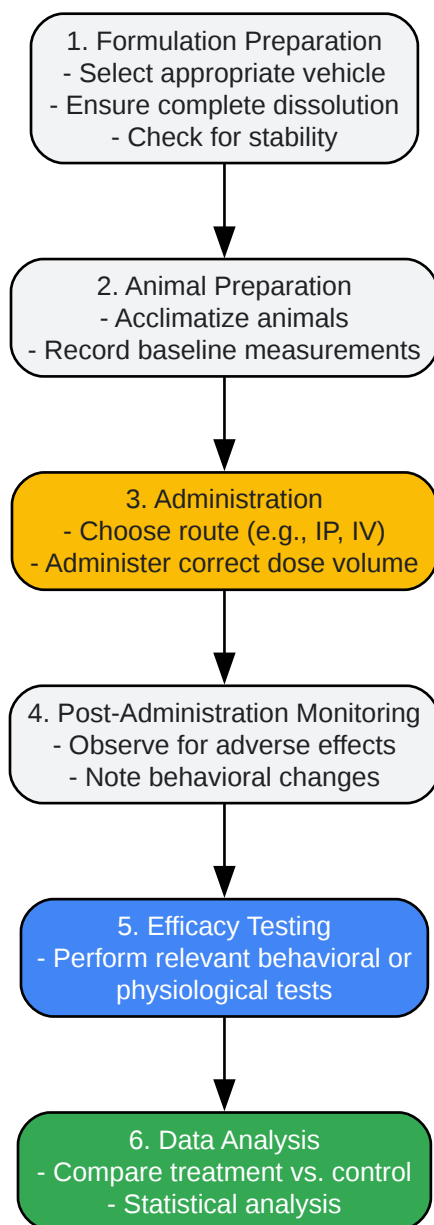 1. Formulation Preparation
- Select appropriate vehicle
- Ensure complete dissolution
- Check for stability
2. Animal Preparation
- Acclimatize animals
- Record baseline measurements
3. Administration
- Choose route (e.g., IP, IV)
- Administer correct dose volume
4. Post-Administration Monitoring
- Observe for adverse effects
- Note behavioral changes
5. Efficacy Testing
- Perform relevant behavioral or
physiological tests
6. Data Analysis
- Compare treatment vs. control
- Statistical analysis